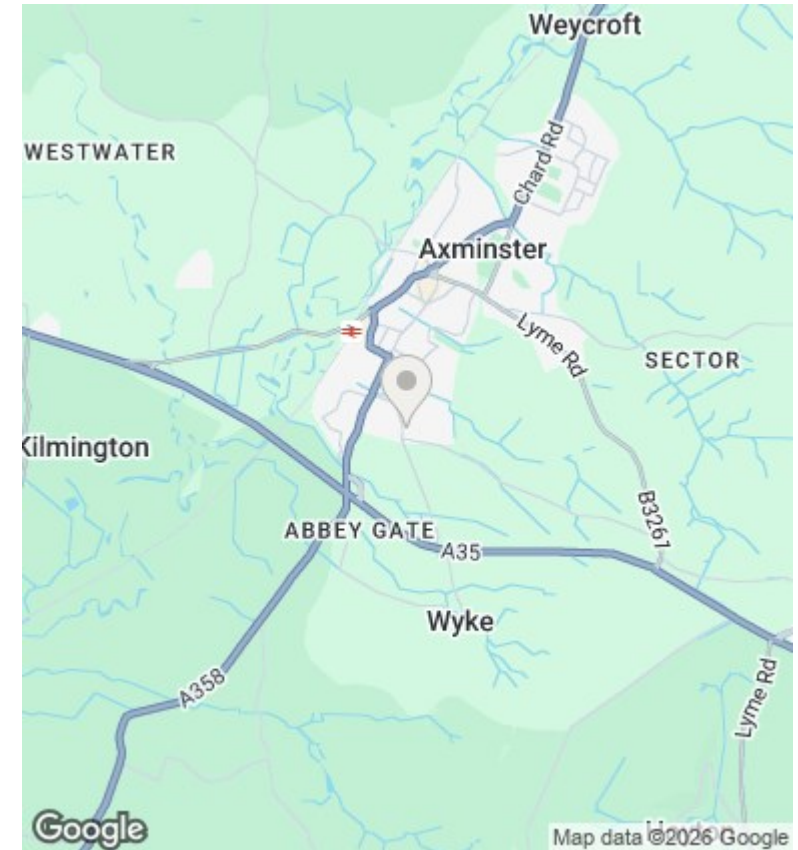 Weycroft
WESTWATER
Chard Rd
Axminster
Lyme Rd
SECTOR
Kilmington
B3261
ABBEY GATE
A35
Wyke
A358
Lyme Rd
Google
Map data ©2026 Google